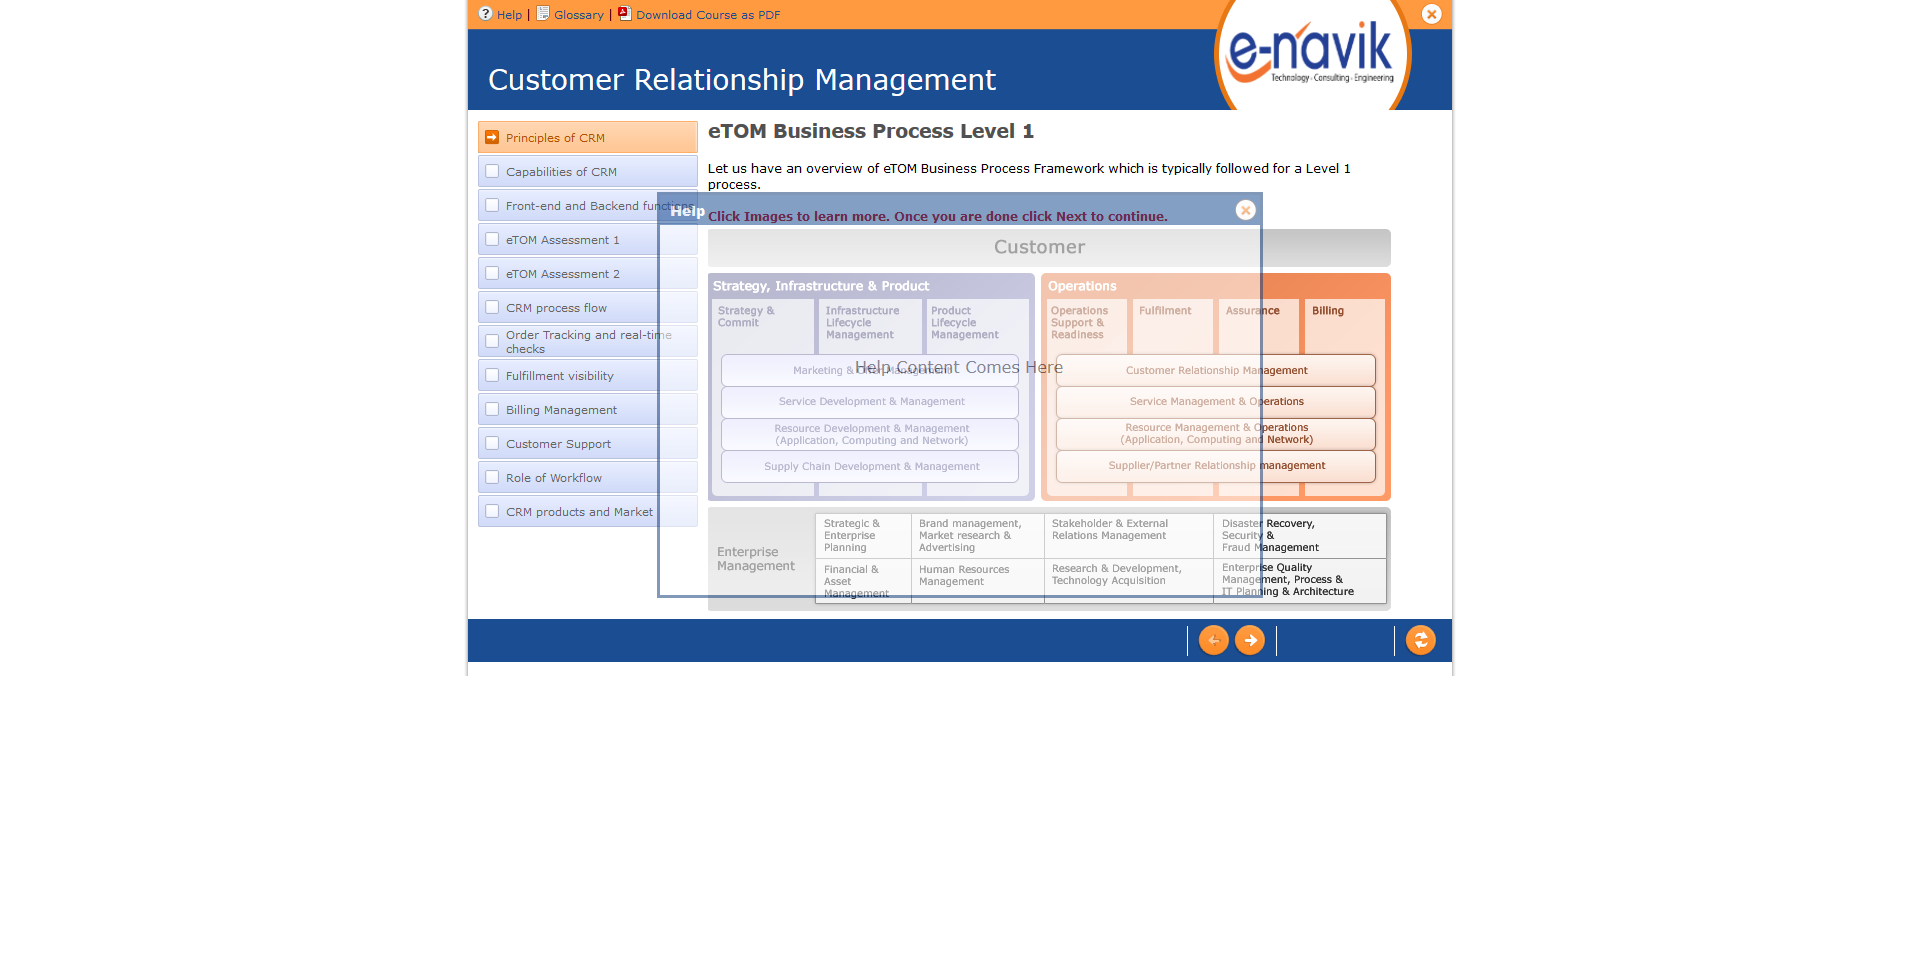 Help | Glossary | Download Course as PDF
e-navik
Technology - Consulting - Engineering
Customer Relationship Management
Principles of CRM
Capabilities of CRM
Front-end and Backend functions
eTOM Assessment 1
eTOM Assessment 2
CRM process flow
Order Tracking and real-time
checks
Fulfillment visibility
Billing Management
Customer Support
Role of Workflow
CRM products and Market
eTOM Business Process Level 1
Let us have an overview of eTOM Business Process Framework which is typically followed for a Level 1
process.
Help
Click Images to learn more. Once you are done click Next to continue.
Customer
Strategy, Infrastructure & Product
Strategy &
Commit
Infrastructure
Lifecycle
Management
Product
Lifecycle
Management
Help Content Comes Here
Marketing & Offer Management
Service Development & Management
Resource Development & Management
(Application, Computing and Network)
Supply Chain Development & Management
Operations
Operations
Support &
Readiness
Fulfilment
Assurance
Billing
Customer Relationship Management
Service Management & Operations
Resource Management & Operations
(Application, Computing and Network)
Supplier/Partner Relationship management
Enterprise
Management
Strategic &
Enterprise
Planning
Brand management,
Market research &
Advertising
Stakeholder & External
Relations Management
Disaster Recovery,
Security &
Fraud Management
Financial &
Asset
Management
Human Resources
Management
Research & Development,
Technology Acquisition
Enterprise Quality
Management, Process &
IT Planning & Architecture